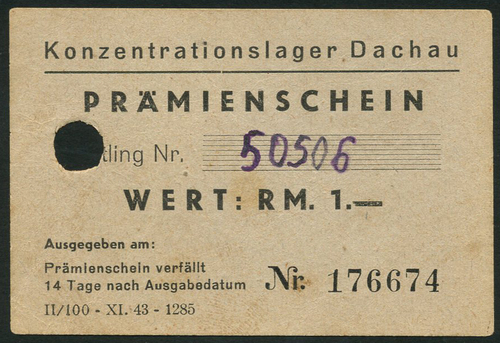 Konzentrationslager Dachau
PRÄMIENSCHEIN
tling Nr. 50506
WERT: RM. 1.—
Ausgegeben am:
Prämienschein verfällt
14 Tage nach Ausgabedatum
Nr. 176674
II/100 - XI. 43 - 1285